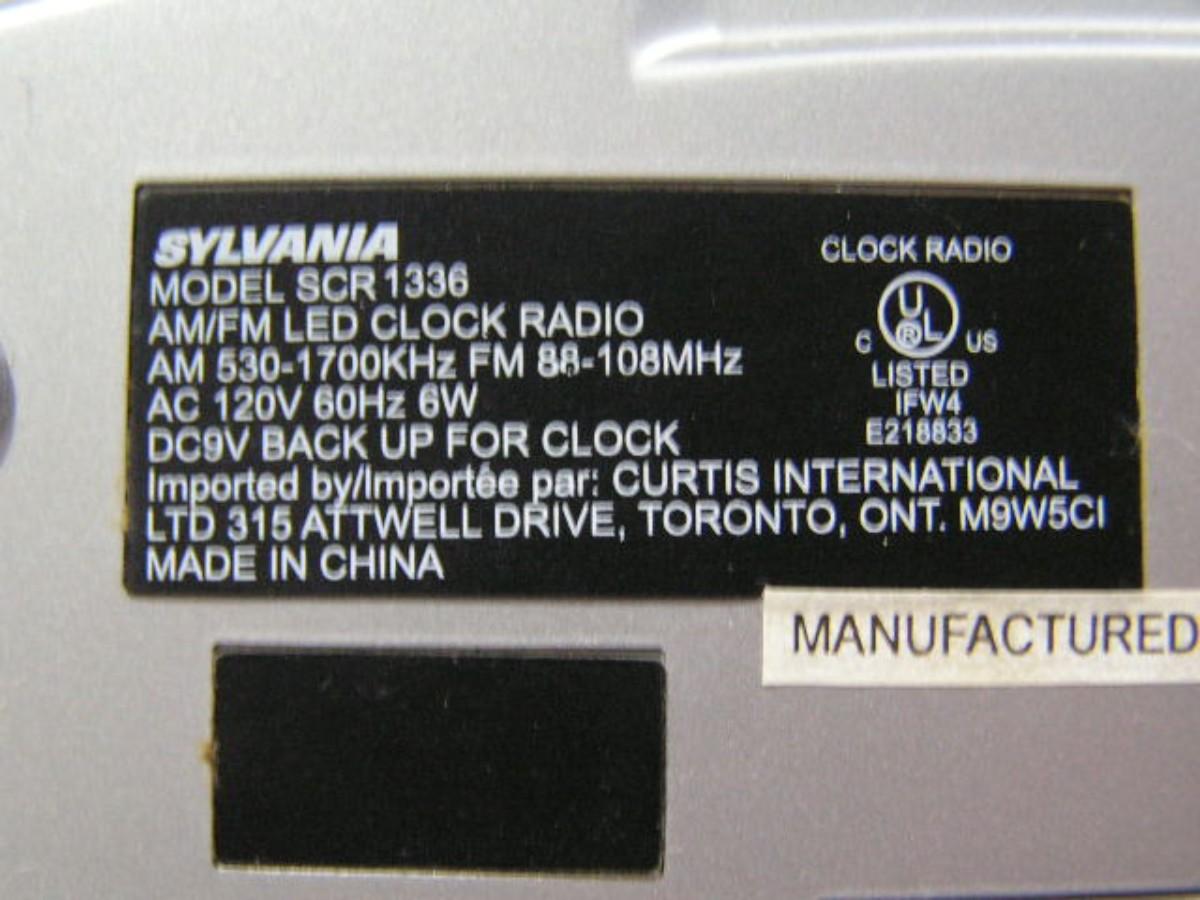 SYLVANIA
MODEL SCR 1336
AM/FM LED CLOCK RADIO
AM 530-1700KHz FM 88-108MHz
AC 120V 60Hz 6W
DC9V BACK UP FOR CLOCK
Imported by/Importée par: CURTIS INTERNATIONAL
LTD 315 ATTWELL DRIVE, TORONTO, ONT. M9W5CI
MADE IN CHINA
CLOCK RADIO
UL®
C US
LISTED
IFW4
E218833
MANUFACTURED